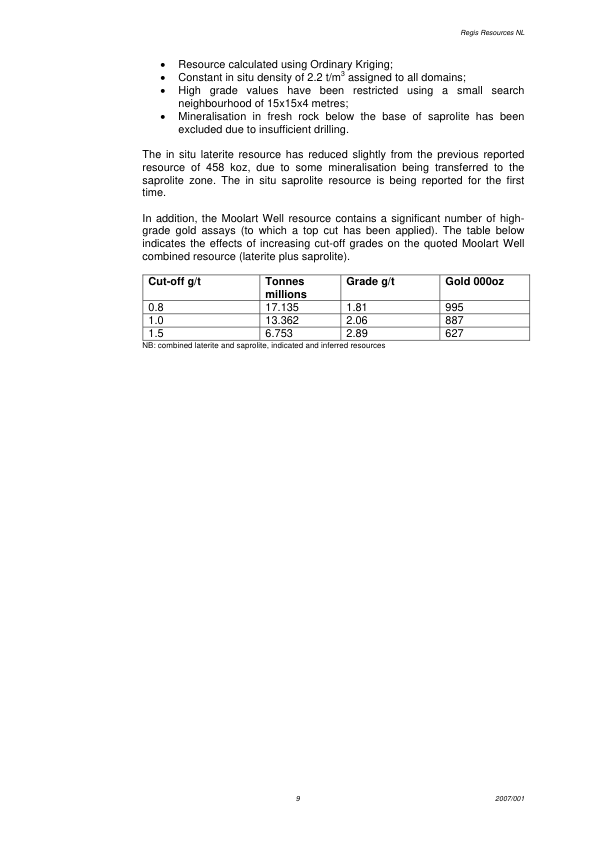 Regis Resources NL
• Resource calculated using Ordinary Kriging;
• Constant in situ density of 2.2 t/m³ assigned to all domains;
• High grade values have been restricted using a small search
neighbourhood of 15x15x4 metres;
• Mineralisation in fresh rock below the base of saprolite has been
excluded due to insufficient drilling.
The in situ laterite resource has reduced slightly from the previous reported
resource of 458 koz, due to some mineralisation being transferred to the
saprolite zone. The in situ saprolite resource is being reported for the first
time.
In addition, the Moolart Well resource contains a significant number of high-
grade gold assays (to which a top cut has been applied). The table below
indicates the effects of increasing cut-off grades on the quoted Moolart Well
combined resource (laterite plus saprolite).
Cut-off g/t Tonnes Grade g/t Gold 000oz
millions
0.8 17.135 1.81 995
1.0 13.362 2.06 887
1.5 6.753 2.89 627
NB: combined laterite and saprolite, indicated and inferred resources
9 2007/001